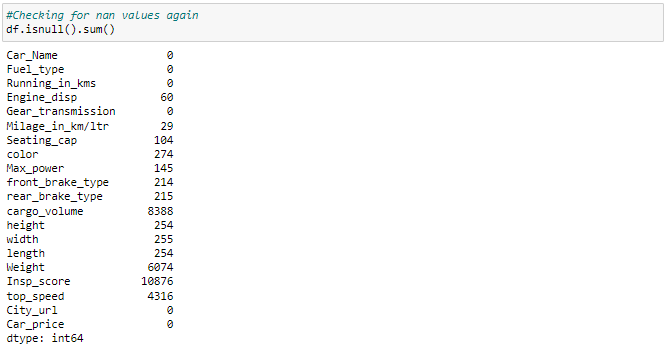 #Checking for nan values again
df.isnull().sum()
Car_Name 0
Fuel_type 0
Running_in_kms 0
Engine_disp 60
Gear_transmission 0
Milage_in_km/ltr 29
Seating_cap 104
color 274
Max_power 145
front_brake_type 214
rear_brake_type 215
cargo_volume 8388
height 254
width 255
length 254
Weight 6074
Insp_score 10876
top_speed 4316
City_url 0
Car_price 0
dtype: int64